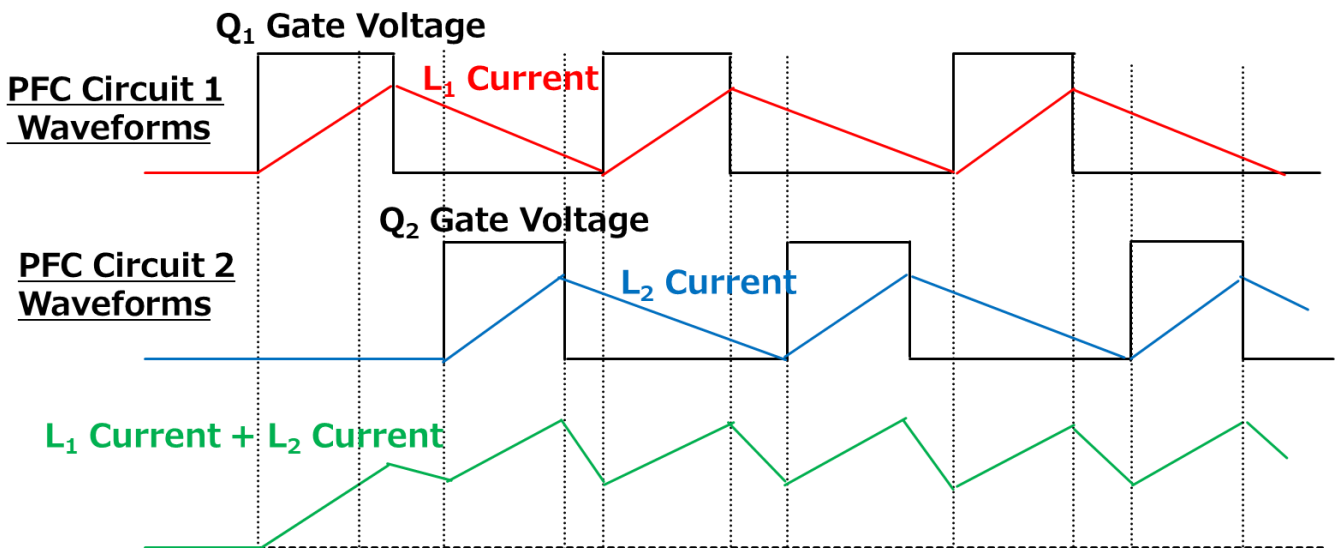 Q₁ Gate Voltage
PFC Circuit 1
Waveforms
L₁ Current
Q₂ Gate Voltage
PFC Circuit 2
Waveforms
L₂ Current
L₁ Current + L₂ Current